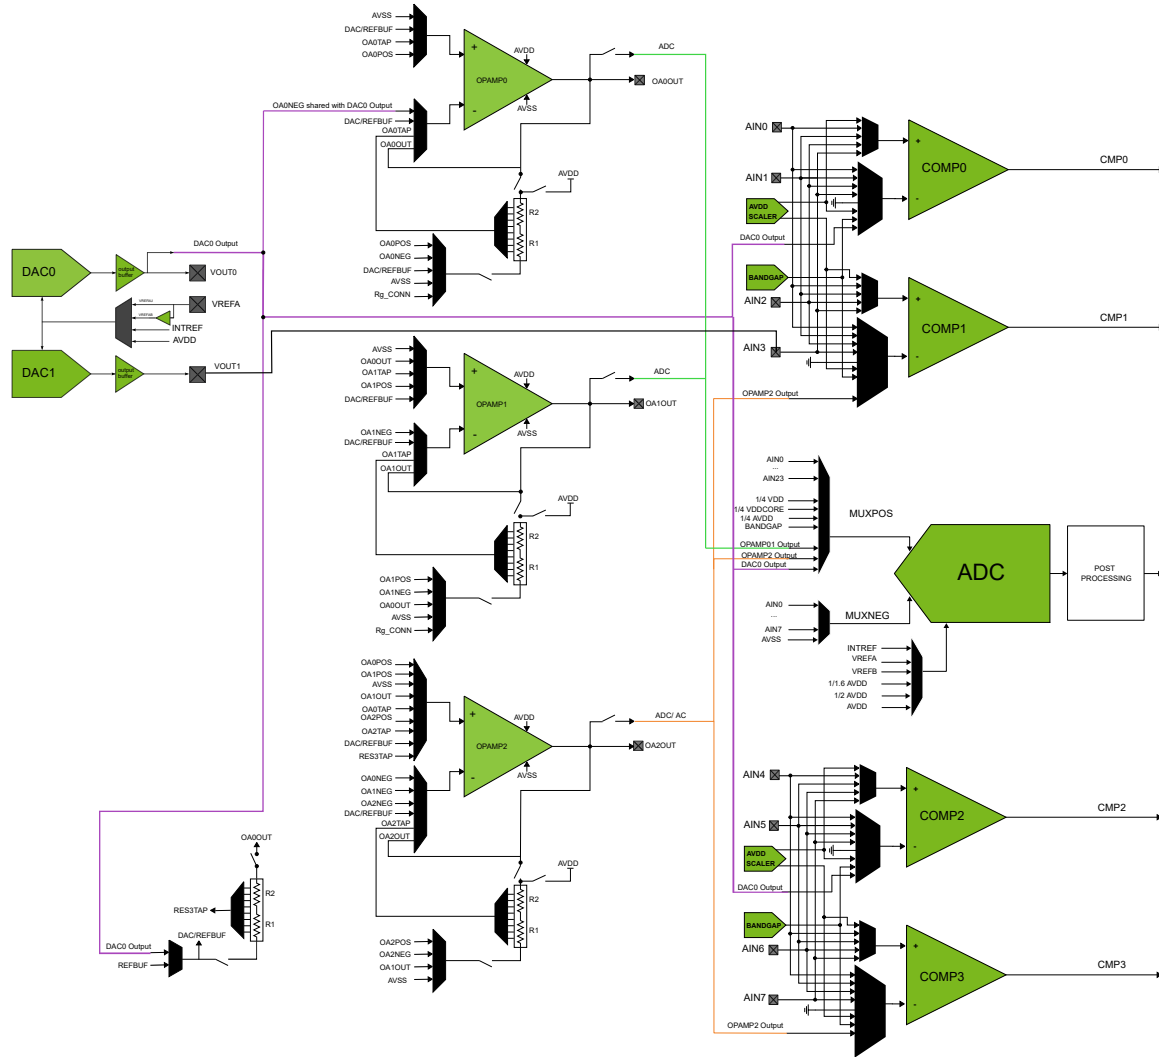 AVSS
DAC/REFBUF
OA0TAP
OA0POS
+
-
OPAMP0
AVDD
AVSS
ADC
OA0OUT
OA0NEG shared with DAC0 Output
DAC/REFBUF
OA0TAP
OA0OUT
AVDD
R2
R1
OA0POS
OA0NEG
DAC/REFBUF
AVSS
Rg_CONN
DAC0
output
buffer
DAC0 Output
VOUT0
VREFA
INTREF
AVDD
DAC1
output
buffer
VOUT1
AVSS
OA0OUT
OA1TAP
OA1POS
DAC/REFBUF
+
-
OPAMP1
AVDD
AVSS
ADC
OA1OUT
OA1NEG
DAC/REFBUF
OA1TAP
OA1OUT
AVDD
R2
R1
OA1POS
OA1NEG
OA0OUT
AVSS
Rg_CONN
OA0POS
OA1POS
AVSS
OA1OUT
OA0TAP
OA2POS
OA2TAP
DAC/REFBUF
RES3TAP
+
-
OPAMP2
AVDD
AVSS
ADC/ AC
OA2OUT
OA0NEG
OA1NEG
OA2NEG
DAC/REFBUF
OA2TAP
OA2OUT
AVDD
R2
R1
OA2POS
OA2NEG
OA1OUT
AVSS
OA0OUT
R2
R1
RES3TAP
DAC/REFBUF
DAC0 Output
REFBUF
AIN0
AIN1
AVDD
SCALER
DAC0 Output
+
-
COMP0
CMP0
BANDGAP
AIN2
AIN3
OPAMP2 Output
+
-
COMP1
CMP1
AIN0
...
AIN23
1/4 VDD
1/4 VDDCORE
1/4 AVDD
BANDGAP
OPAMP01 Output
OPAMP2 Output
DAC0 Output
MUXPOS
AIN0
...
AIN7
AVSS
MUXNEG
ADC
POST
PROCESSING
INTREF
VREFA
VREFB
1/1.6 AVDD
1/2 AVDD
AVDD
AIN4
AIN5
AVDD
SCALER
DAC0 Output
+
-
COMP2
CMP2
BANDGAP
AIN6
AIN7
OPAMP2 Output
+
-
COMP3
CMP3